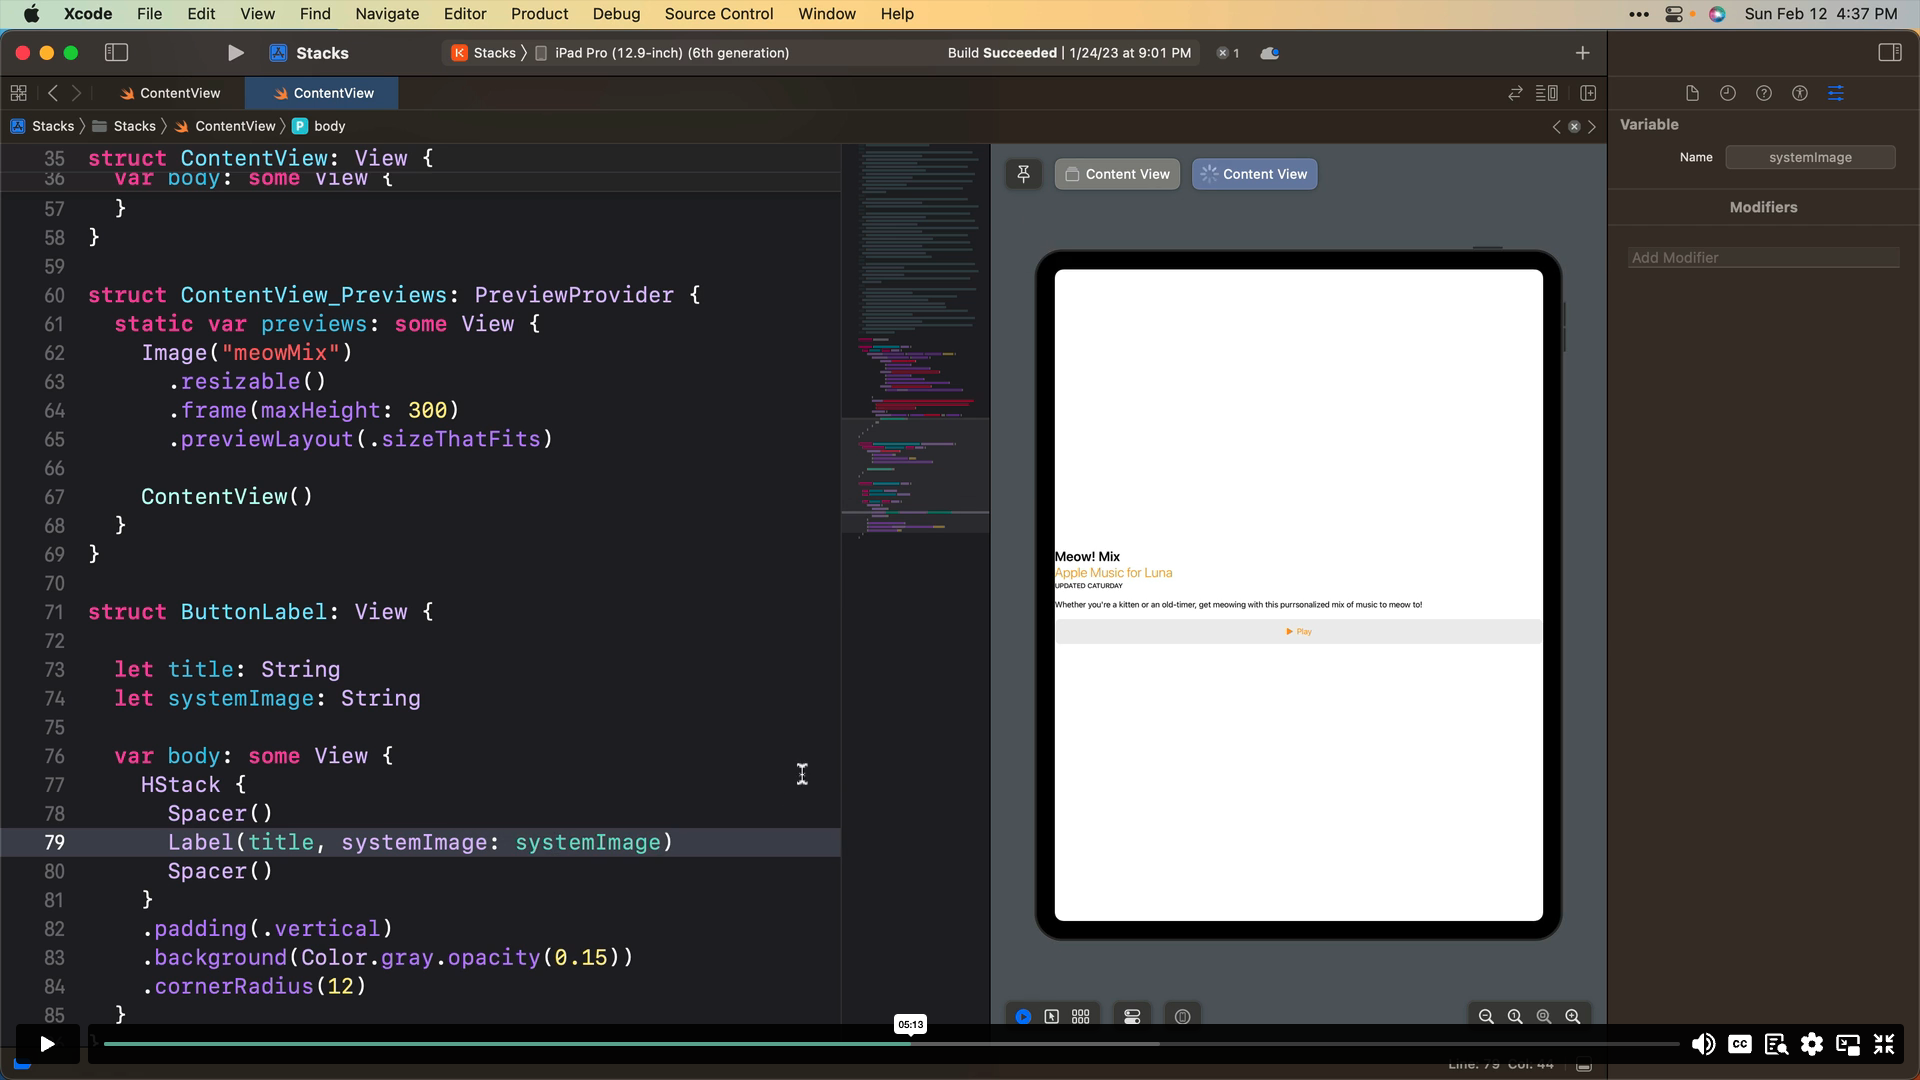 Xcode File Edit View Find Navigate Editor Product Debug Source Control Window Help
Sun Feb 12 4:37 PM
Stacks
Stacks iPad Pro (12.9-inch) (6th generation)
Build Succeeded | 1/24/23 at 9:01 PM
1
ContentView
ContentView
Stacks Stacks ContentView P body
35 struct ContentView: View {
36 var body: some View {
57 }
58 }
59
60 struct ContentView_Previews: PreviewProvider {
61 static var previews: some View {
62 Image("meowMix")
63 .resizable()
64 .frame(maxHeight: 300)
65 .previewLayout(.sizeThatFits)
66
67 ContentView()
68 }
69 }
70
71 struct ButtonLabel: View {
72
73 let title: String
74 let systemImage: String
75
76 var body: some View {
77 HStack {
78 Spacer()
79 Label(title, systemImage: systemImage)
80 Spacer()
81 }
82 .padding(.vertical)
83 .background(Color.gray.opacity(0.15))
84 .cornerRadius(12)
85 }
Content View
Content View
Meow! Mix
Apple Music for Luna
UPDATED CATURDAY
Whether you're a kitten or an old-timer, get meowing with this purrsonalized mix of music to meow to!
Play
Variable
Name systemImage
Modifiers
Add Modifier
05:13
CC
Line: 79 Col: 44